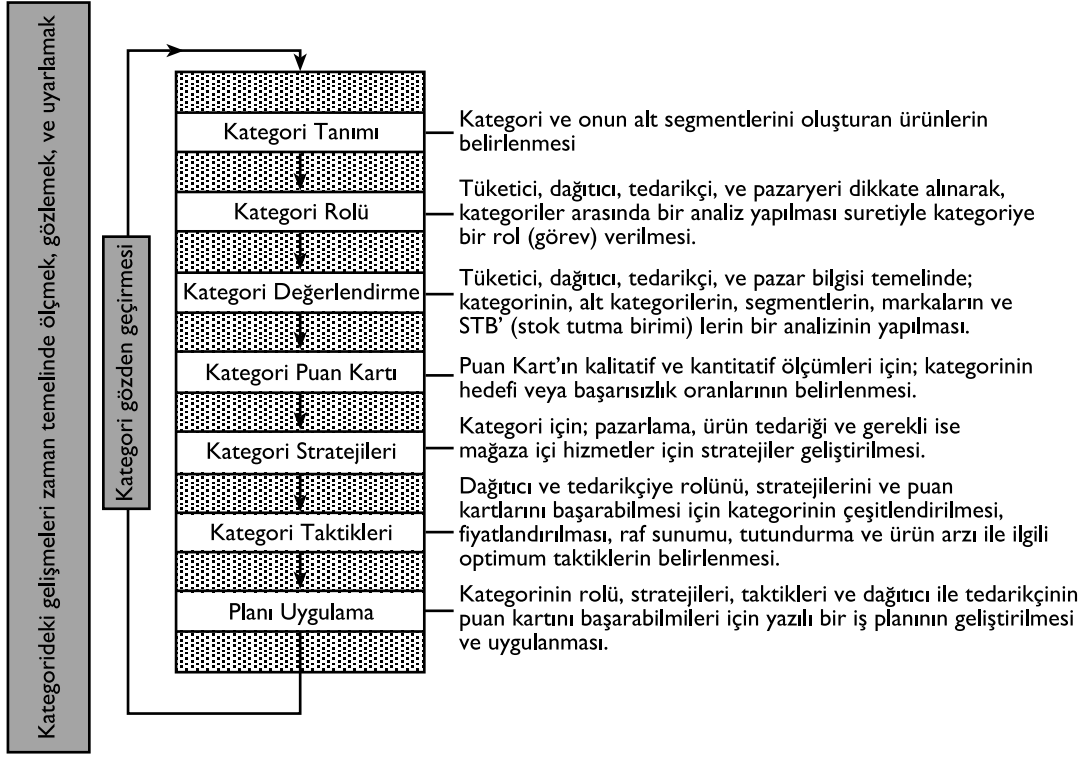 Kategorideki gelişmeleri zaman temelinde ölçmek, gözlemek, ve uyarlamak
Kategori gözden geçirmesi
Kategori Tanımı
Kategori ve onun alt segmentlerini oluşturan ürünlerin
belirlenmesi
Kategori Rolü
Tüketici, dağıtıcı, tedarikçi, ve pazaryeri dikkate alınarak,
kategoriler arasında bir analiz yapılması suretiyle kategoriye
bir rol (görev) verilmesi.
Kategori Değerlendirme
Tüketici, dağıtıcı, tedarikçi, ve pazar bilgisi temelinde;
kategorinin, alt kategorilerin, segmentlerin, markaların ve
STB’ (stok tutma birimi) lerin bir analizinin yapılması.
Kategori Puan Kartı
Puan Kart’ın kalitatif ve kantitatif ölçümleri için; kategorinin
hedefi veya başarısızlık oranlarının belirlenmesi.
Kategori Stratejileri
Kategori için; pazarlama, ürün tedariği ve gerekli ise
mağaza içi hizmetler için stratejiler geliştirilmesi.
Kategori Taktikleri
Dağıtıcı ve tedarikçiye rolünü, stratejilerini ve puan
kartlarını başarabilmesi için kategorinin çeşitlendirilmesi,
fiyatlandırılması, raf sunumu, tutundurma ve ürün arzı ile ilgili
optimum taktiklerin belirlenmesi.
Planı Uygulama
Kategorinin rolü, stratejileri, taktikleri ve dağıtıcı ile tedarikçinin
puan kartını başarabilmileri için yazılı bir iş planının geliştirilmesi
ve uygulanması.